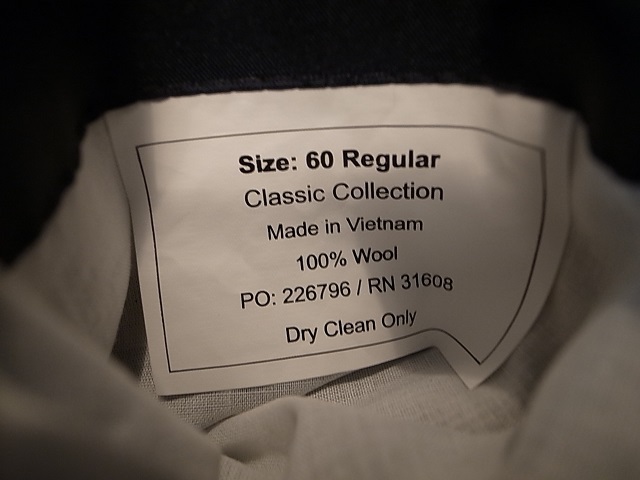 Size: 60 Regular
Classic Collection
Made in Vietnam
100% Wool
PO: 226796 / RN 31608
Dry Clean Only